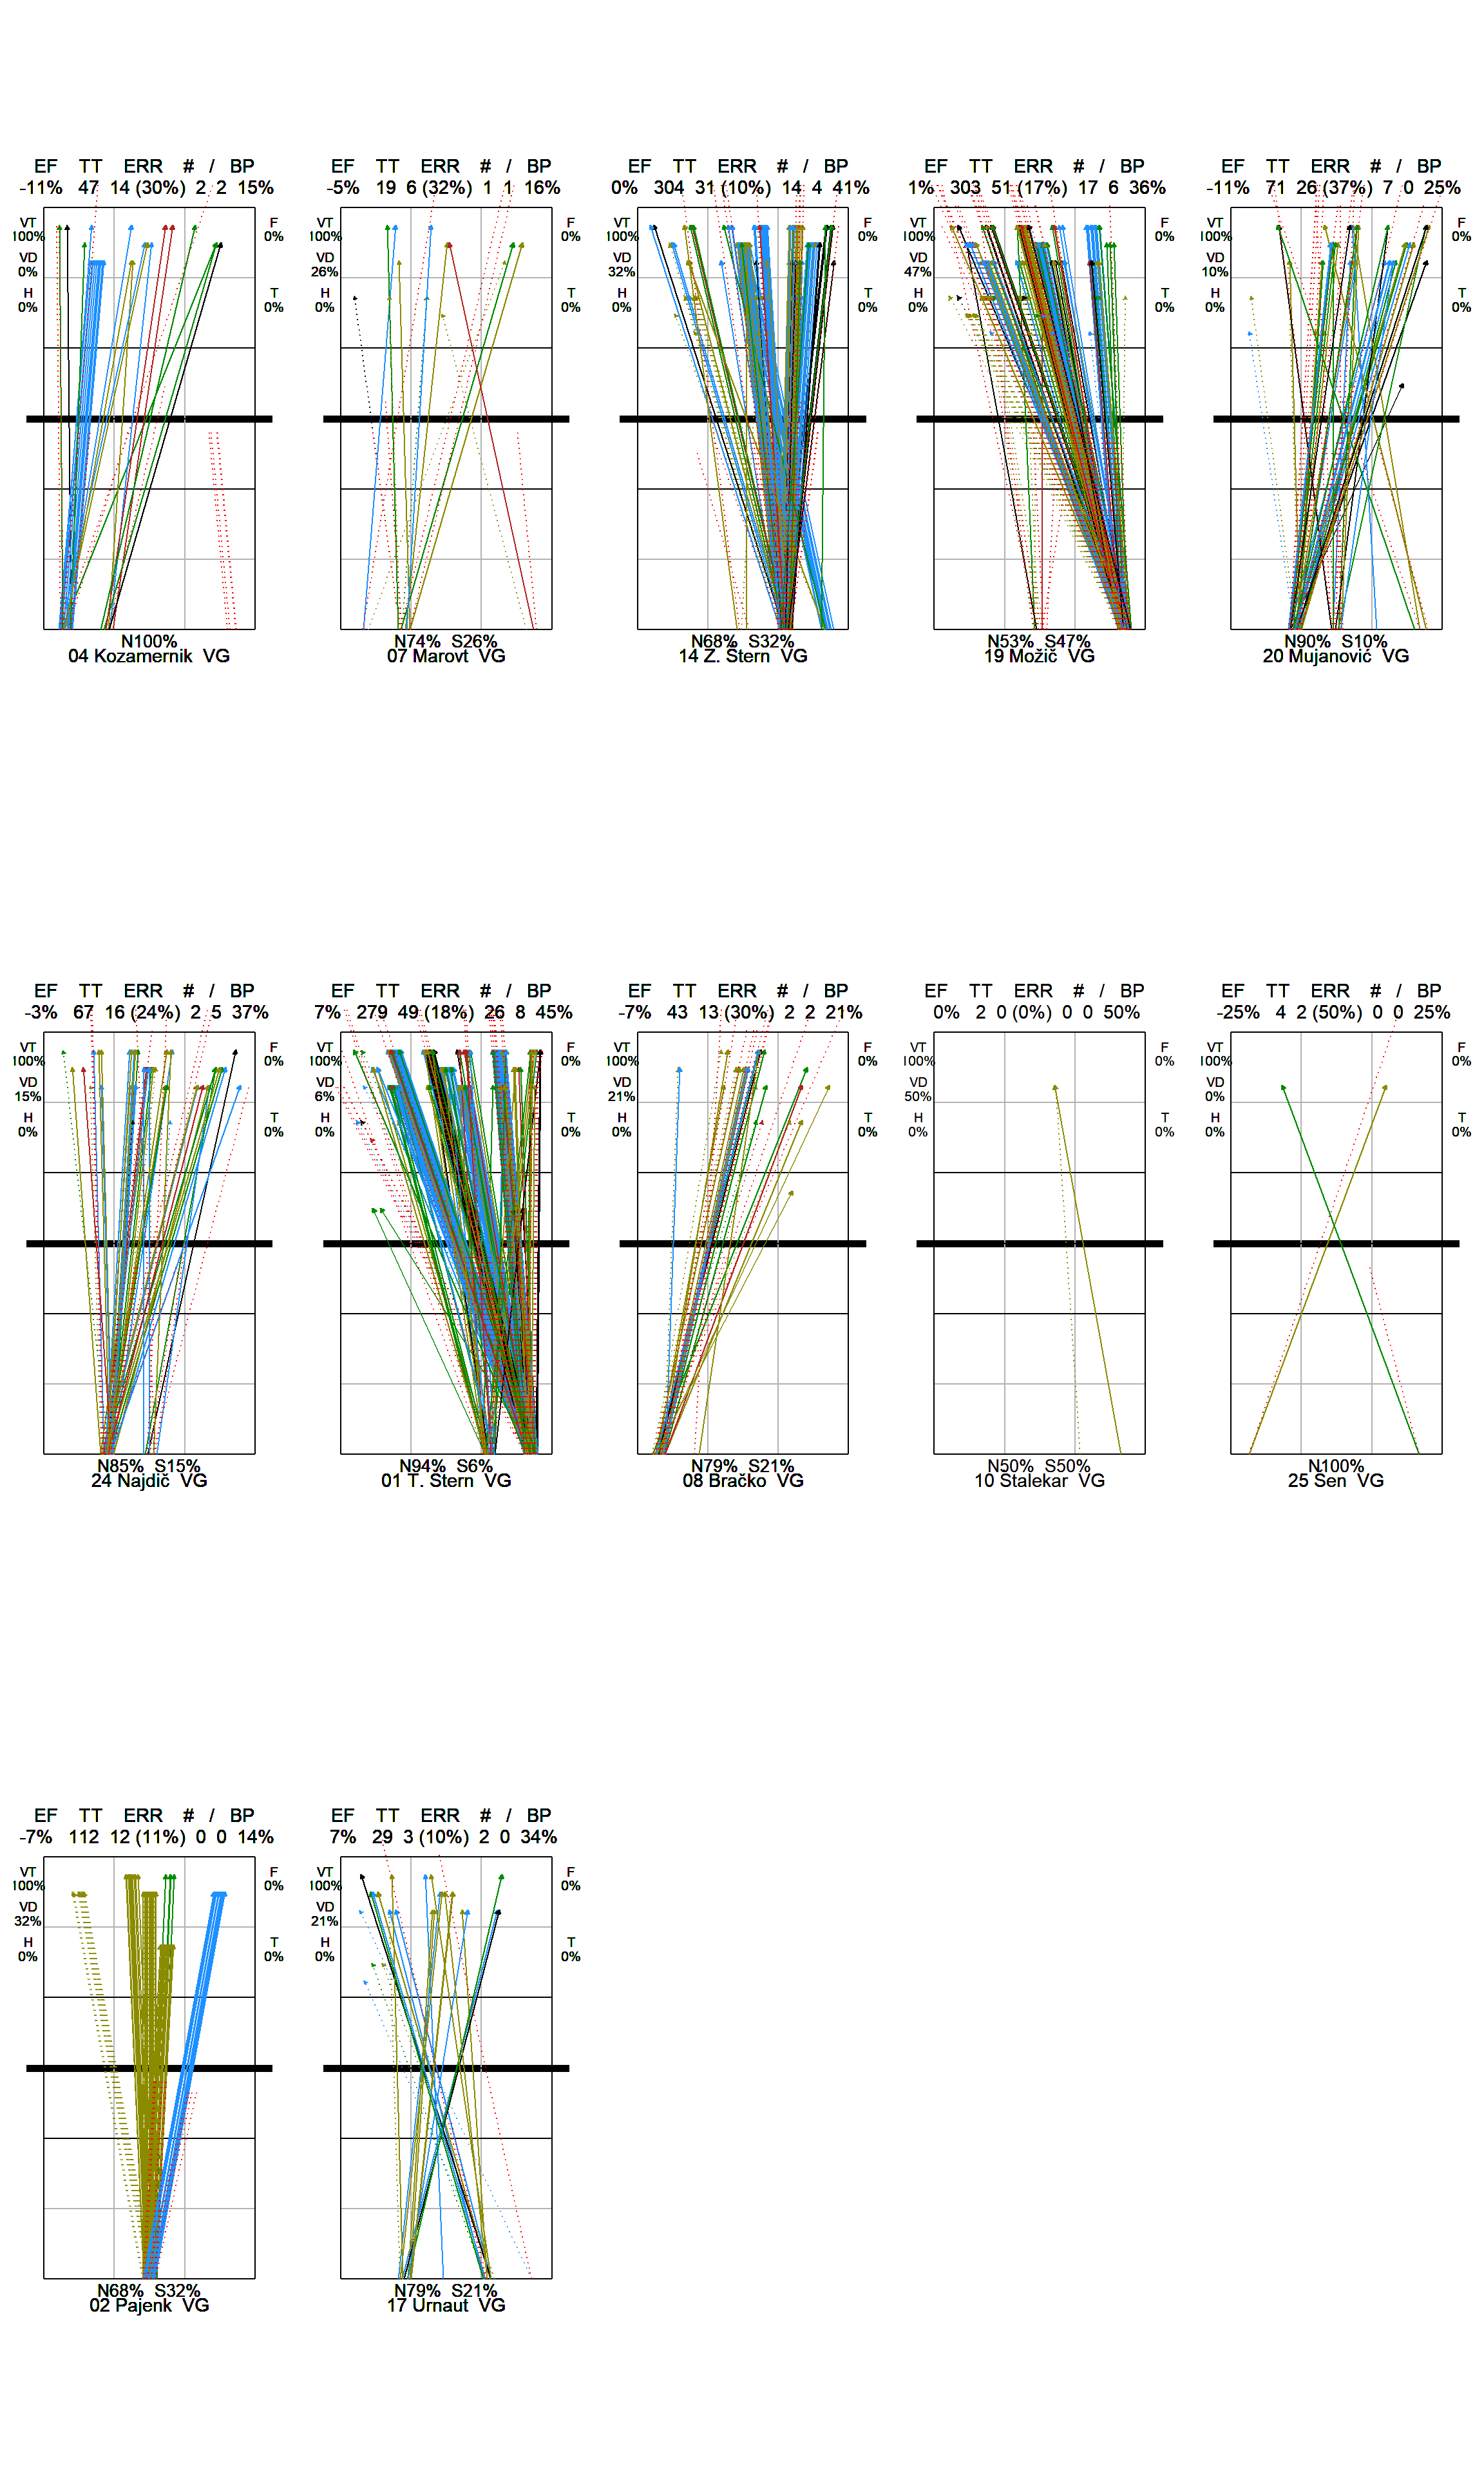 EF TT ERR # / BP
-11% 47 14 (30%) 2 2 15%
VT
100%
VD
0%
H
0%
F
0%
T
0%
N100%
04 Kozamernik VG
EF TT ERR # / BP
-5% 19 6 (32%) 1 1 16%
VT
100%
VD
26%
H
0%
F
0%
T
0%
N74% S26%
07 Marovt VG
EF TT ERR # / BP
0% 304 31 (10%) 14 4 41%
VT
100%
VD
32%
H
0%
F
0%
T
0%
N68% S32%
14 Z. Štern VG
EF TT ERR # / BP
1% 303 51 (17%) 17 6 36%
VT
100%
VD
47%
H
0%
F
0%
T
0%
N53% S47%
19 Možič VG
EF TT ERR # / BP
-11% 71 26 (37%) 7 0 25%
VT
100%
VD
10%
H
0%
F
0%
T
0%
N90% S10%
20 Mujanović VG
EF TT ERR # / BP
-3% 67 16 (24%) 2 5 37%
VT
100%
VD
15%
H
0%
F
0%
T
0%
N85% S15%
24 Najdič VG
EF TT ERR # / BP
7% 279 49 (18%) 26 8 45%
VT
100%
VD
6%
H
0%
F
0%
T
0%
N94% S6%
01 T. Štern VG
EF TT ERR # / BP
-7% 43 13 (30%) 2 2 21%
VT
100%
VD
21%
H
0%
F
0%
T
0%
N79% S21%
08 Bračko VG
EF TT ERR # / BP
0% 2 0 (0%) 0 0 50%
VT
100%
VD
50%
H
0%
F
0%
T
0%
N50% S50%
10 Stalekar VG
EF TT ERR # / BP
-25% 4 2 (50%) 0 0 25%
VT
100%
VD
0%
H
0%
F
0%
T
0%
N100%
25 Šen VG
EF TT ERR # / BP
-7% 112 12 (11%) 0 0 14%
VT
100%
VD
32%
H
0%
F
0%
T
0%
N68% S32%
02 Pajenk VG
EF TT ERR # / BP
7% 29 3 (10%) 2 0 34%
VT
100%
VD
21%
H
0%
F
0%
T
0%
N79% S21%
17 Urnaut VG